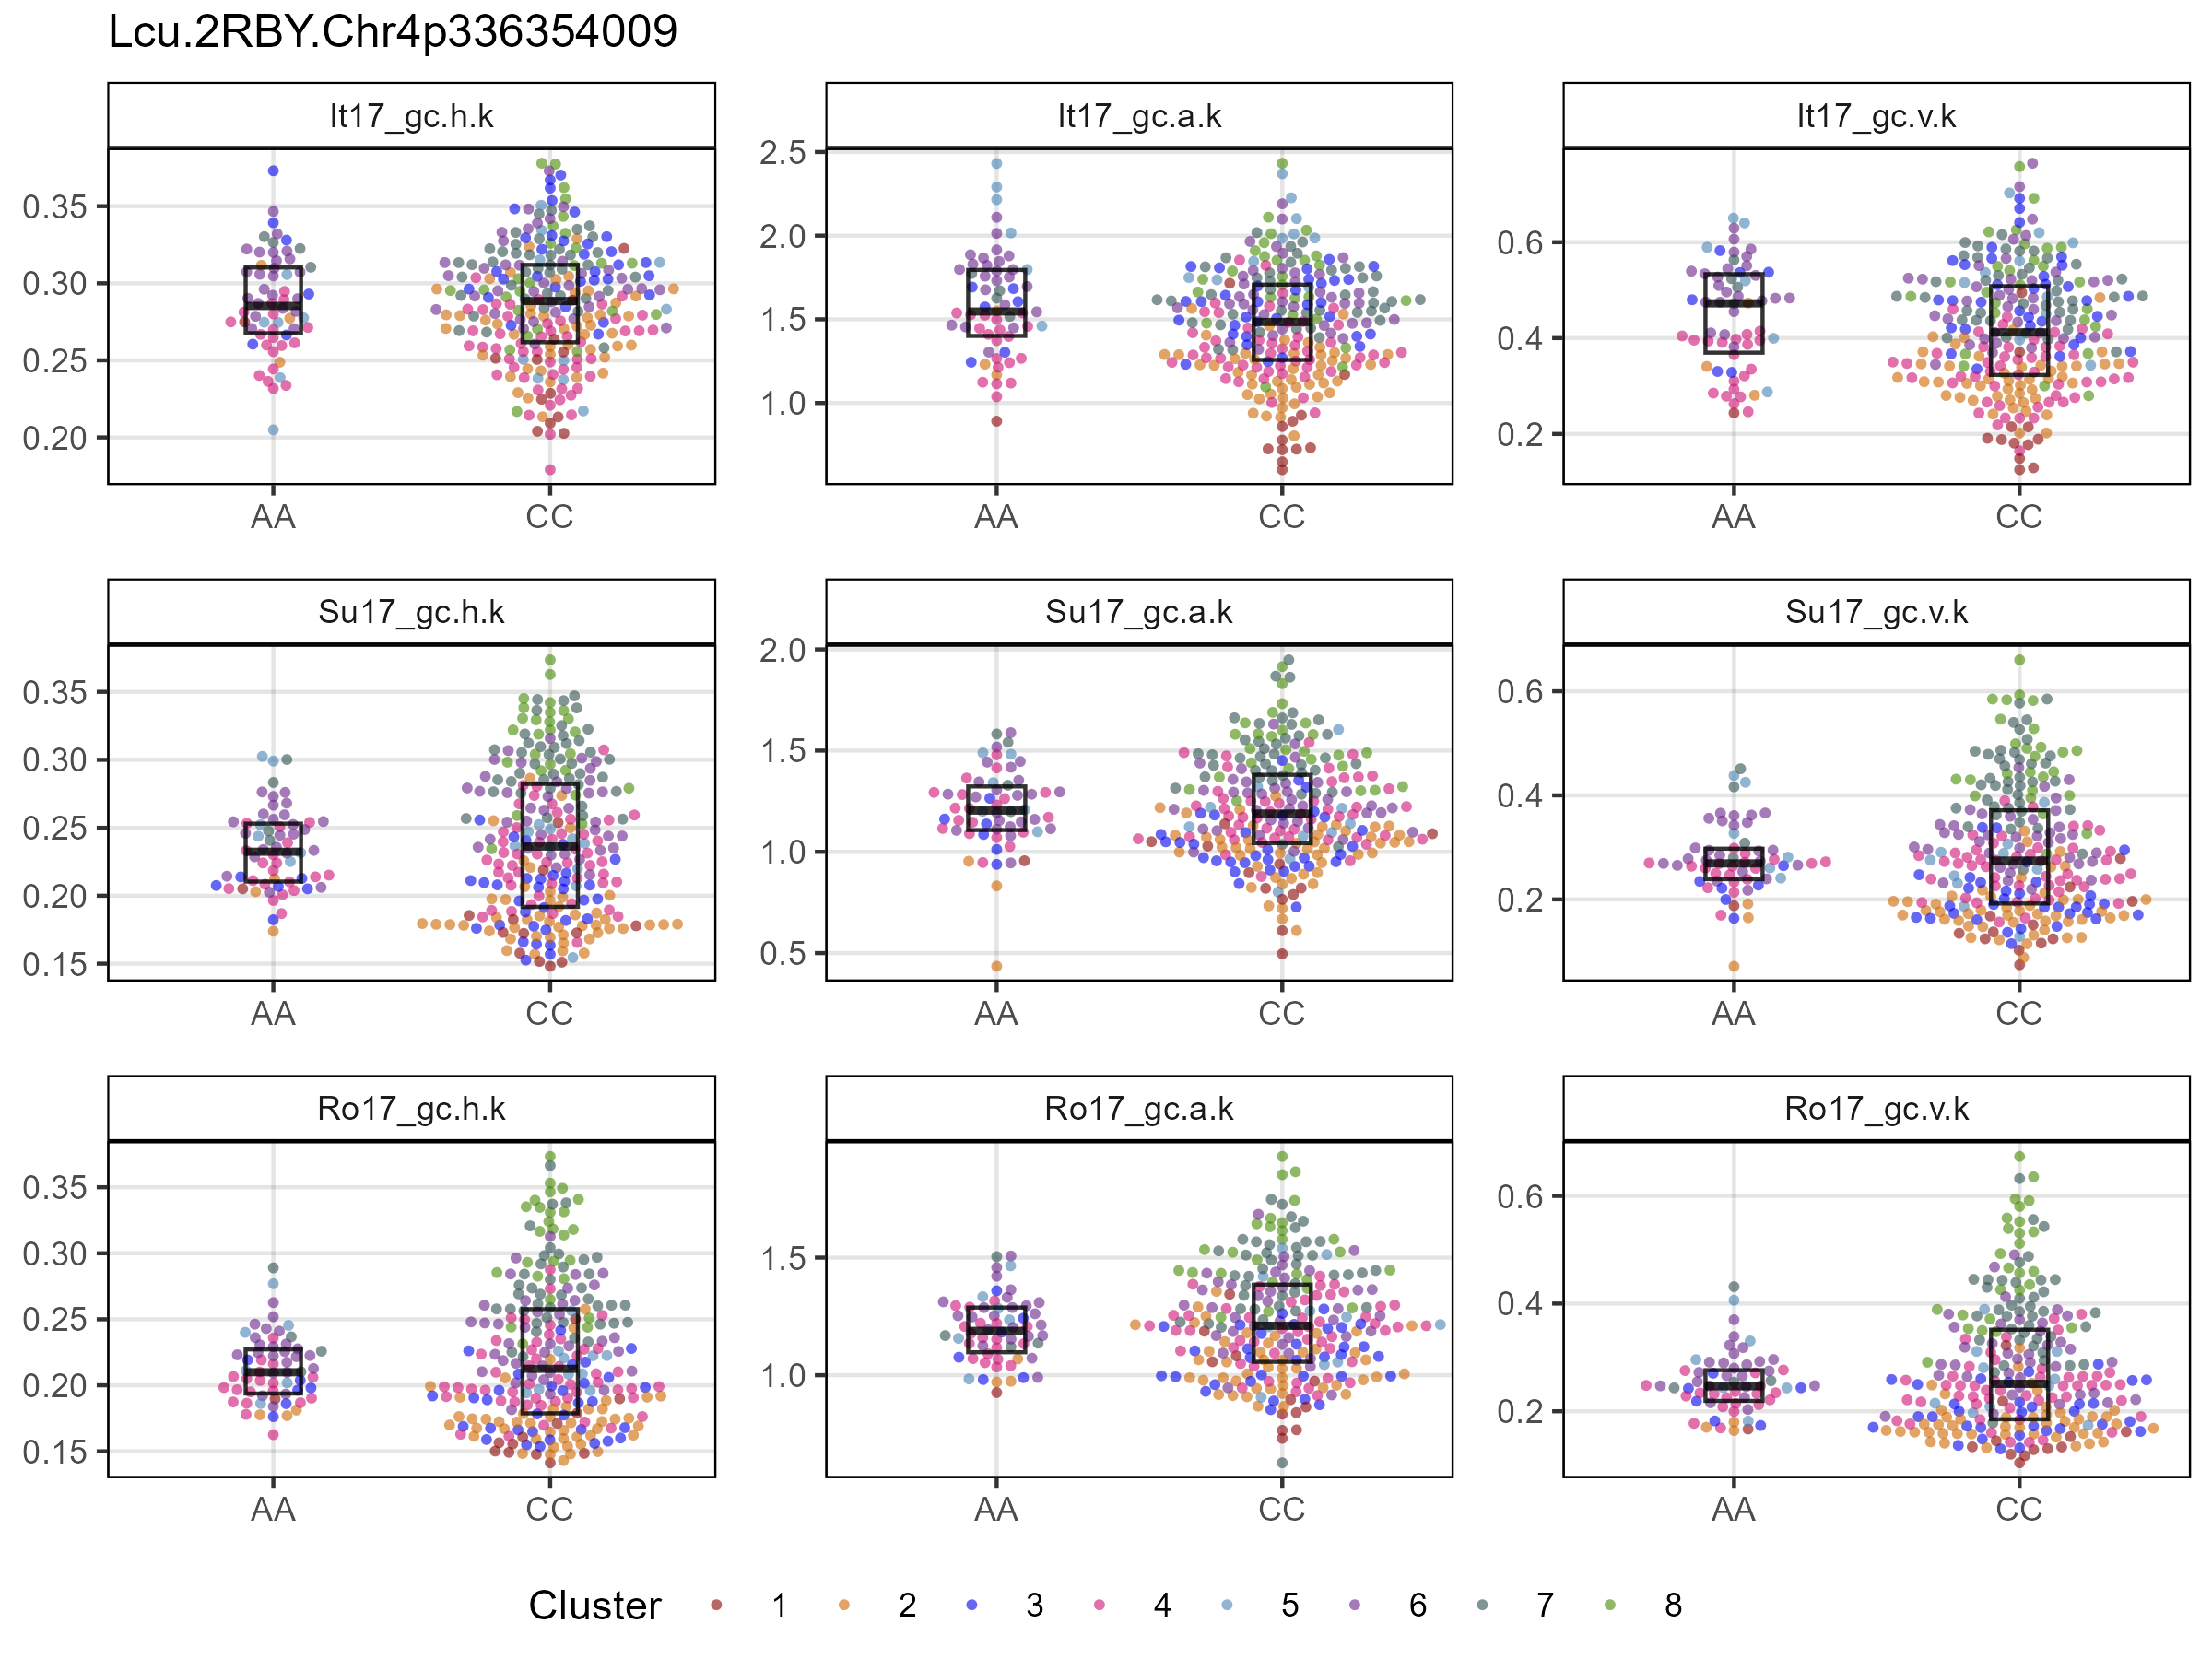 Lcu.2RBY.Chr4p336354009
It17_gc.h.k
It17_gc.a.k
It17_gc.v.k
0.35
0.30
0.25
0.20
AA
CC
2.5
2.0
1.5
1.0
AA
CC
0.6
0.4
0.2
AA
CC
Su17_gc.h.k
Su17_gc.a.k
Su17_gc.v.k
0.35
0.30
0.25
0.20
0.15
AA
CC
2.0
1.5
1.0
0.5
AA
CC
0.6
0.4
0.2
AA
CC
Ro17_gc.h.k
Ro17_gc.a.k
Ro17_gc.v.k
0.35
0.30
0.25
0.20
0.15
AA
CC
1.5
1.0
AA
CC
0.6
0.4
0.2
AA
CC
Cluster 1 2 3 4 5 6 7 8